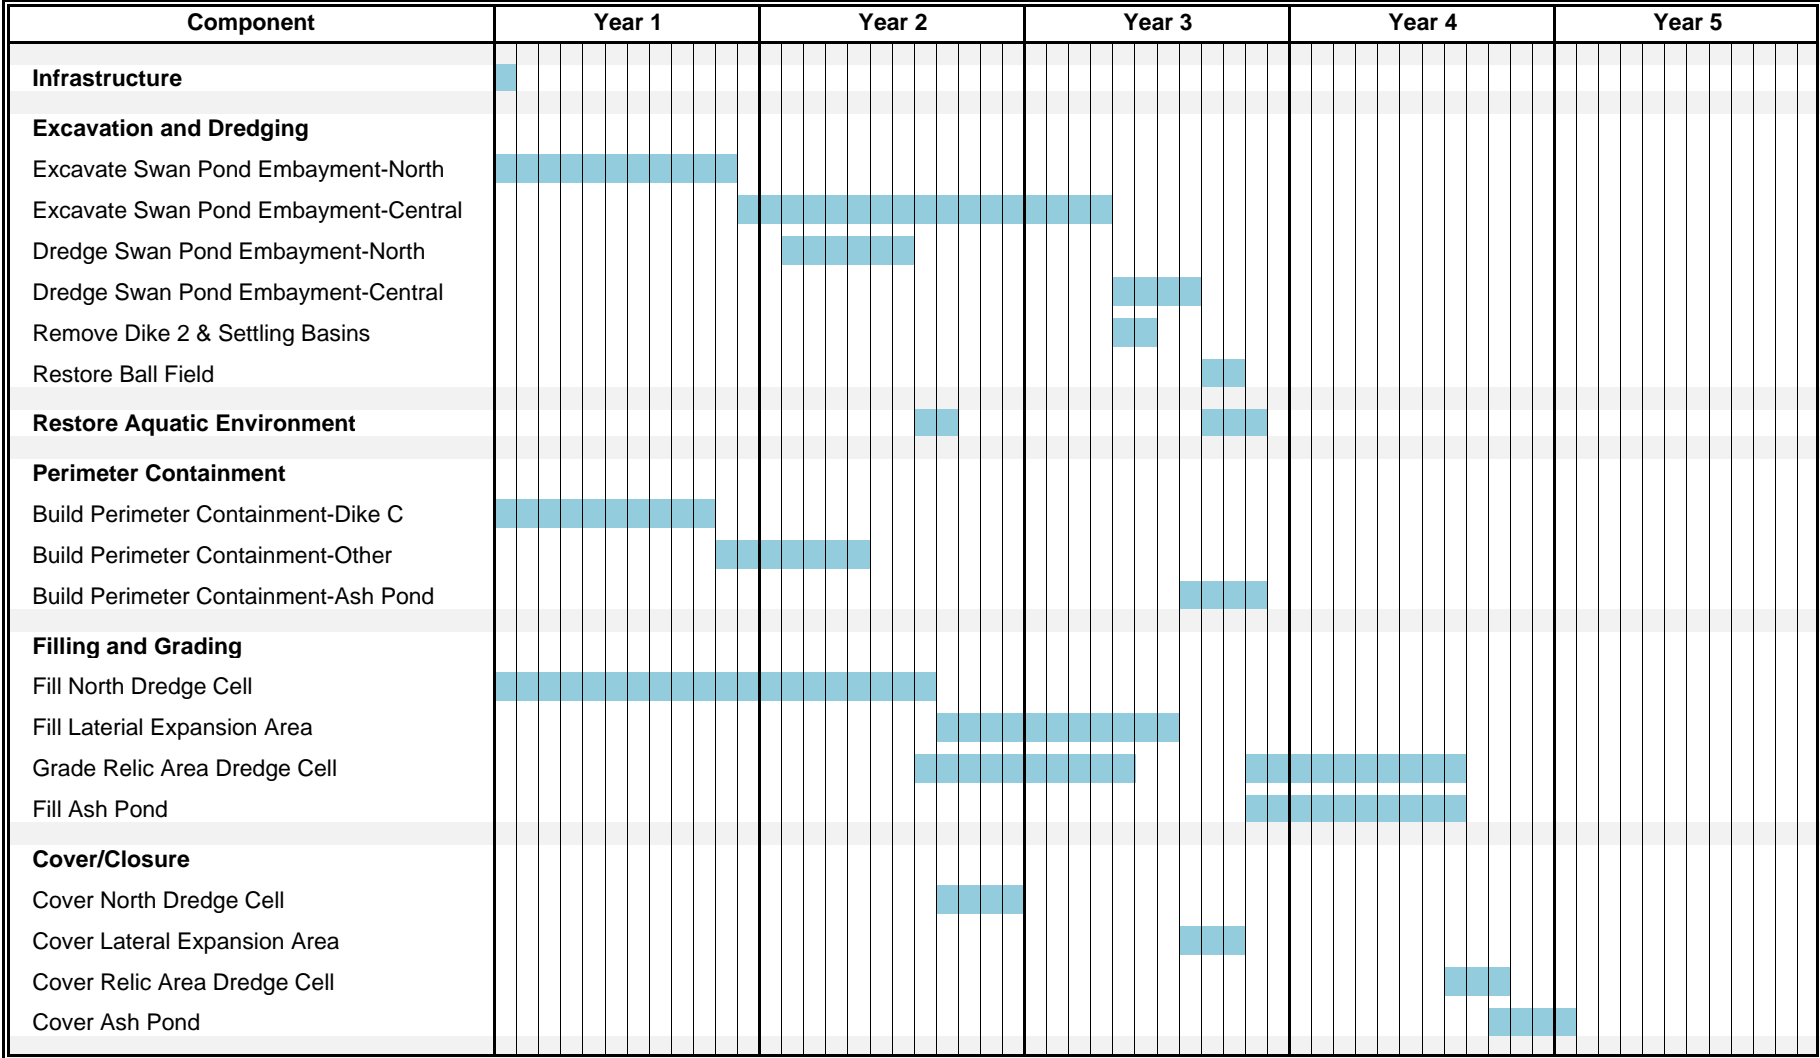 Component Year 1 Year 2 Year 3 Year 4 Year 5
Infrastructure
Excavation and Dredging
Excavate Swan Pond Embayment-North
Excavate Swan Pond Embayment-Central
Dredge Swan Pond Embayment-North
Dredge Swan Pond Embayment-Central
Remove Dike 2 & Settling Basins
Restore Ball Field
Restore Aquatic Environment
Perimeter Containment
Build Perimeter Containment-Dike C
Build Perimeter Containment-Other
Build Perimeter Containment-Ash Pond
Filling and Grading
Fill North Dredge Cell
Fill Laterial Expansion Area
Grade Relic Area Dredge Cell
Fill Ash Pond
Cover/Closure
Cover North Dredge Cell
Cover Lateral Expansion Area
Cover Relic Area Dredge Cell
Cover Ash Pond